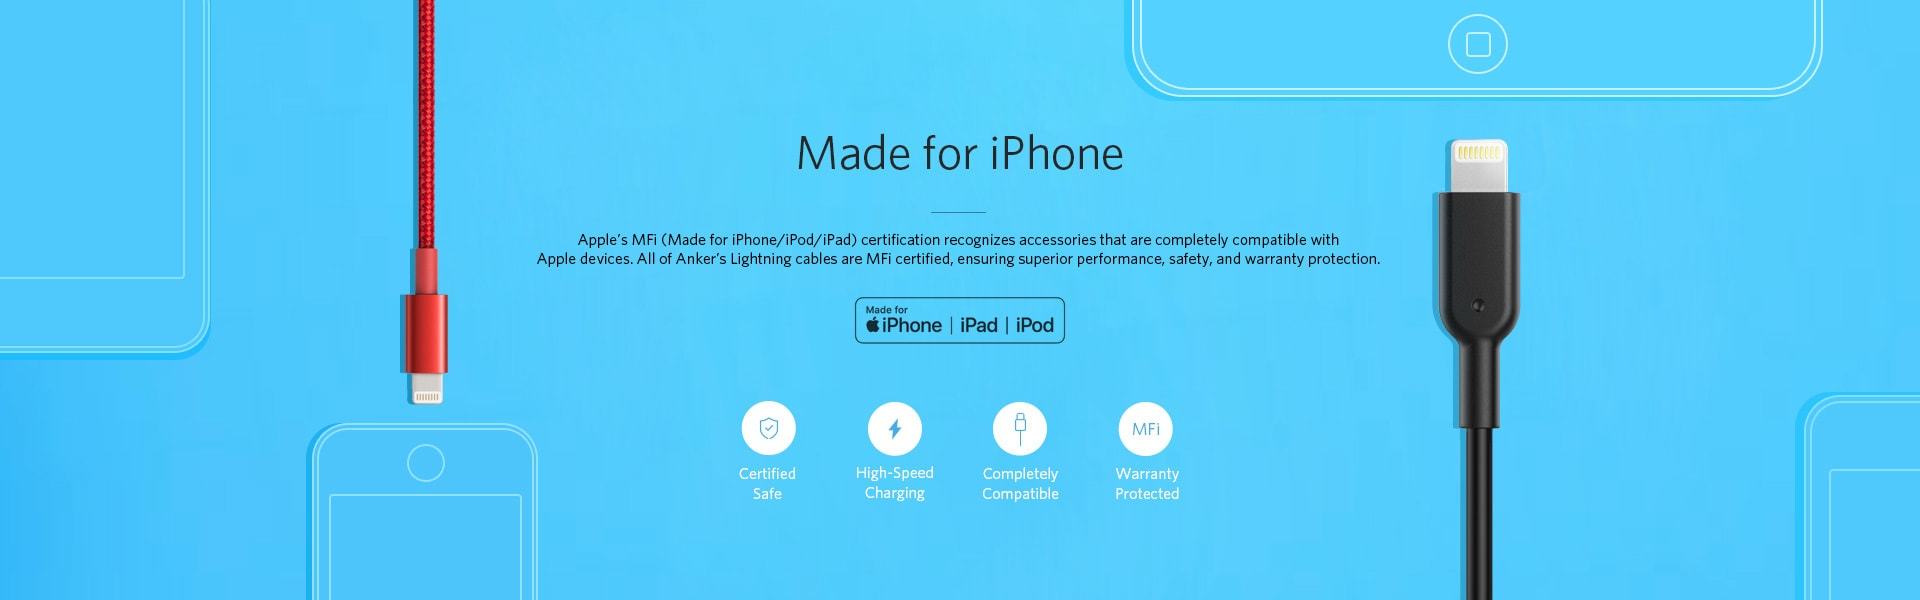 Made for iPhone
Apple's MFi (Made for iPhone/iPod/iPad) certification recognizes accessories that are completely compatible with
Apple devices. All of Anker's Lightning cables are MFi certified, ensuring superior performance, safety, and warranty protection.
Made for
iPhone | iPad | iPod
MFi
Certified
Safe
High-Speed
Charging
Completely
Compatible
Warranty
Protected